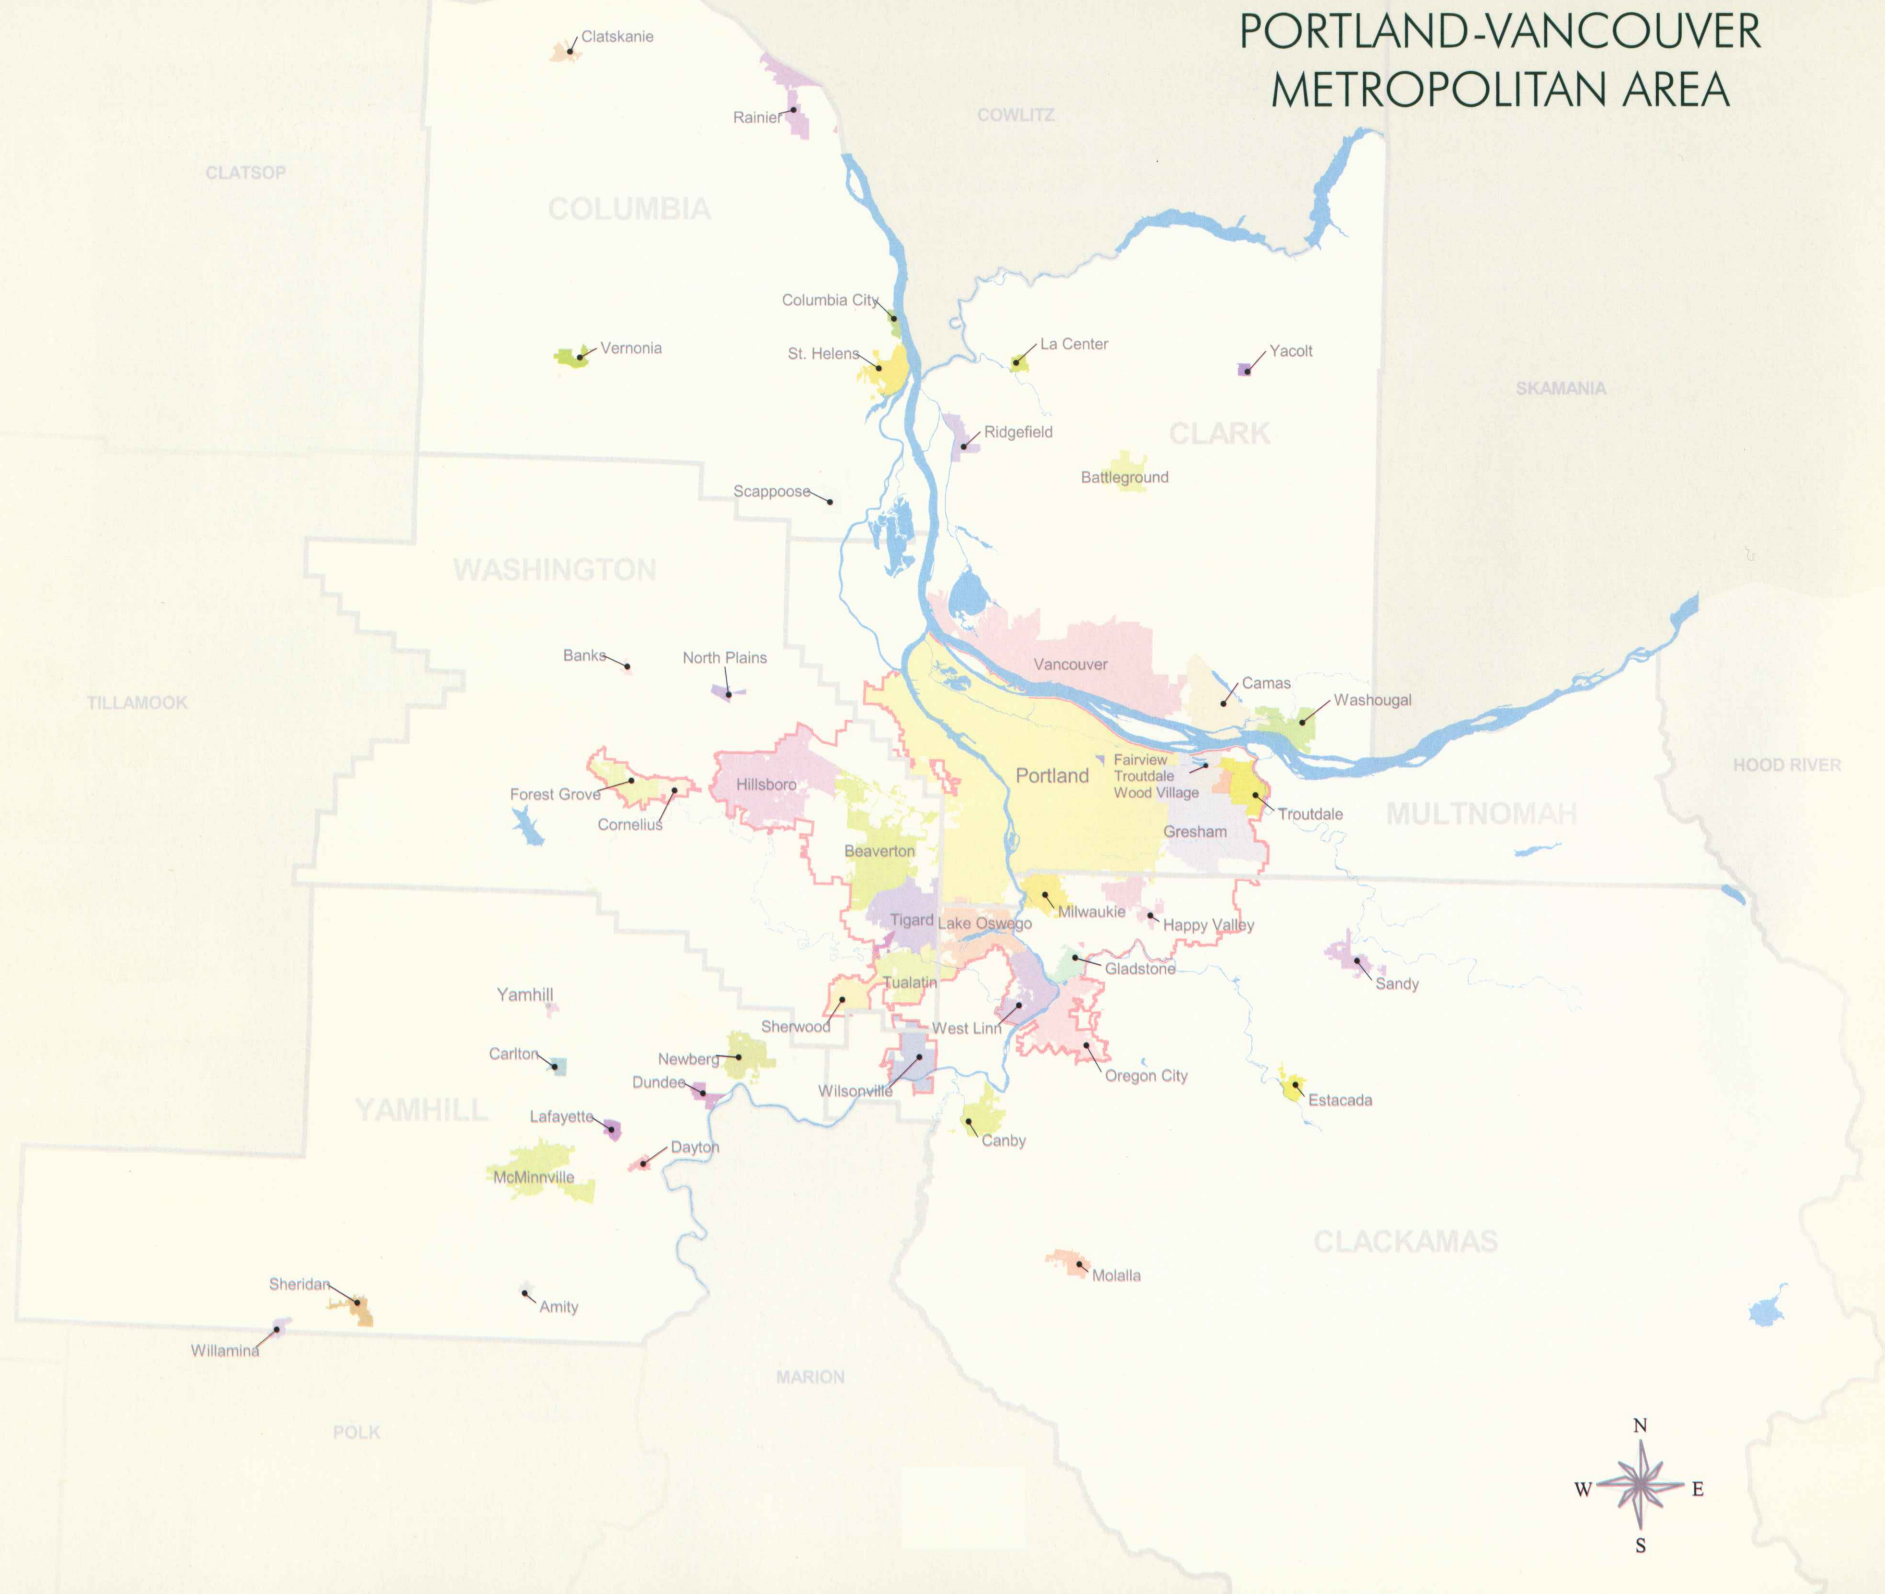 PORTLAND-VANCOUVER
METROPOLITAN AREA
Clatskanie
Rainier
COWLITZ
CLATSOP
COLUMBIA
Columbia City
Vernonia
St. Helens
La Center
Yacolt
SKAMANIA
Ridgefield
CLARK
Battleground
Scappoose
WASHINGTON
Banks
North Plains
Vancouver
Camas
Washougal
TILLAMOOK
Fairview
Troutdale
Wood Village
Portland
HOOD RIVER
Hillsboro
Forest Grove
Cornelius
Troutdale
MULTNOMAH
Gresham
Beaverton
Milwaukie
Tigard
Lake Oswego
Happy Valley
Gladstone
Sandy
Tualatin
Yamhill
Sherwood
West Linn
Carlton
Newberg
Dundee
Wilsonville
Oregon City
Estacada
YAMHILL
Lafayette
Dayton
Canby
McMinnville
CLACKAMAS
Molalla
Sheridan
Amity
Willamina
MARION
POLK
N
W
E
S